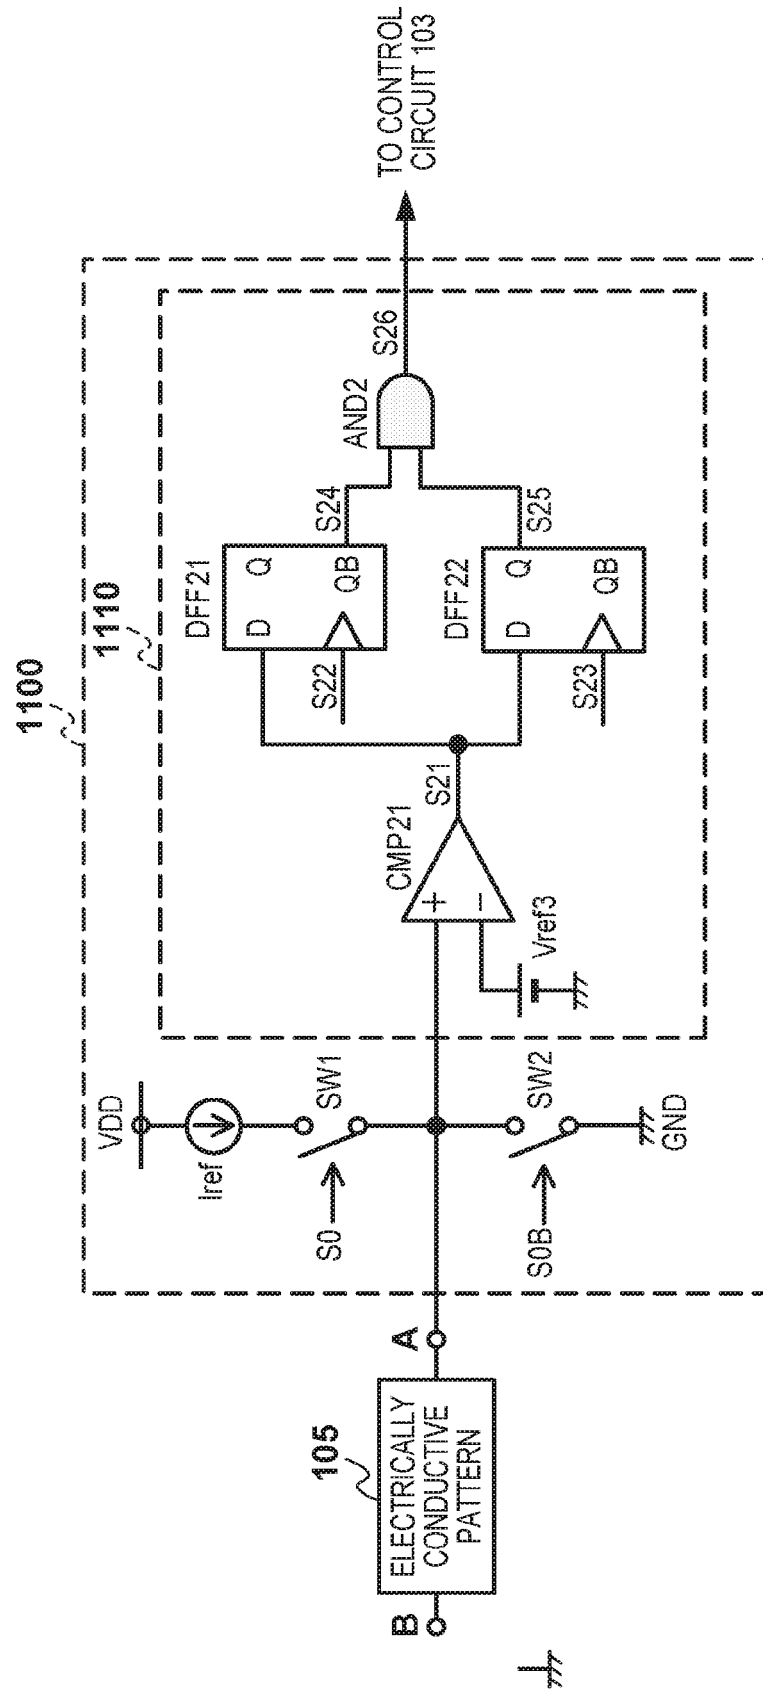 1100
1110
VDD
Iref
S0
SW1
S0B
SW2
GND
105
ELECTRICALLY
CONDUCTIVE
PATTERN
B
A
CMP21
+
−
Vref3
S21
DFF21
D
Q
QB
S22
S24
DFF22
D
Q
QB
S23
S25
AND2
S26
TO CONTROL
CIRCUIT 103